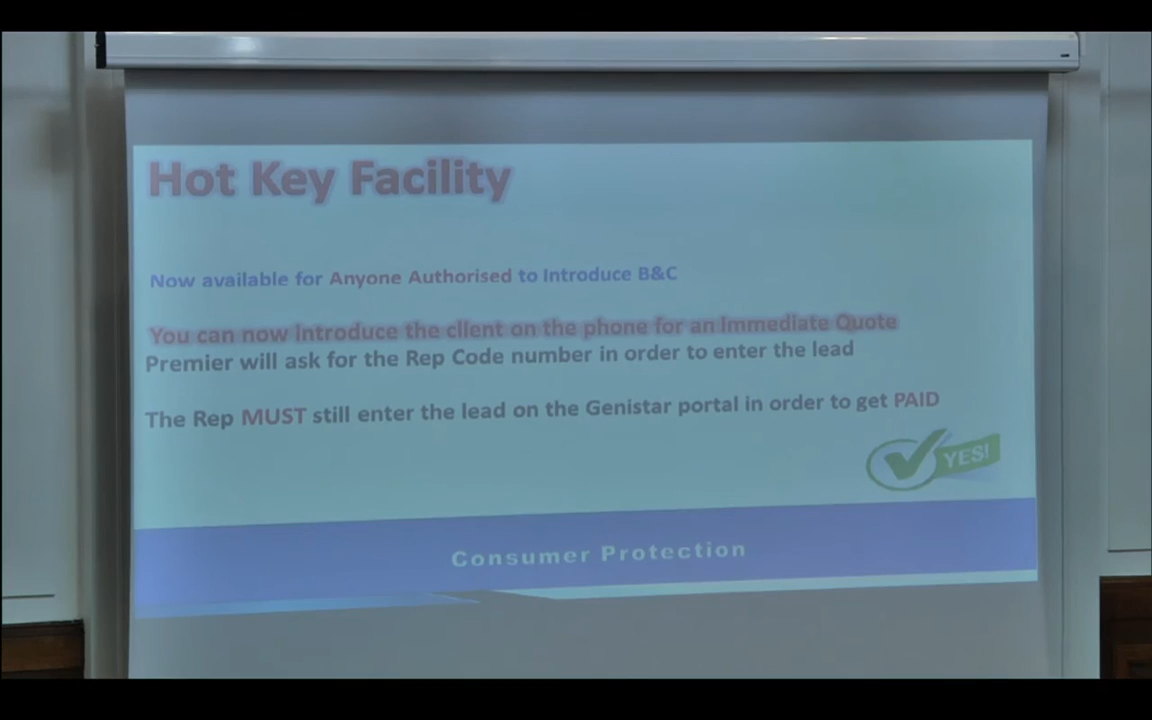 Hot Key Facility
Now available for Anyone Authorised to Introduce B&C
You can now Introduce the client on the phone for an Immediate Quote
Premier will ask for the Rep Code number in order to enter the lead
The Rep MUST still enter the lead on the Genistar portal in order to get PAID
YES!
Consumer Protection